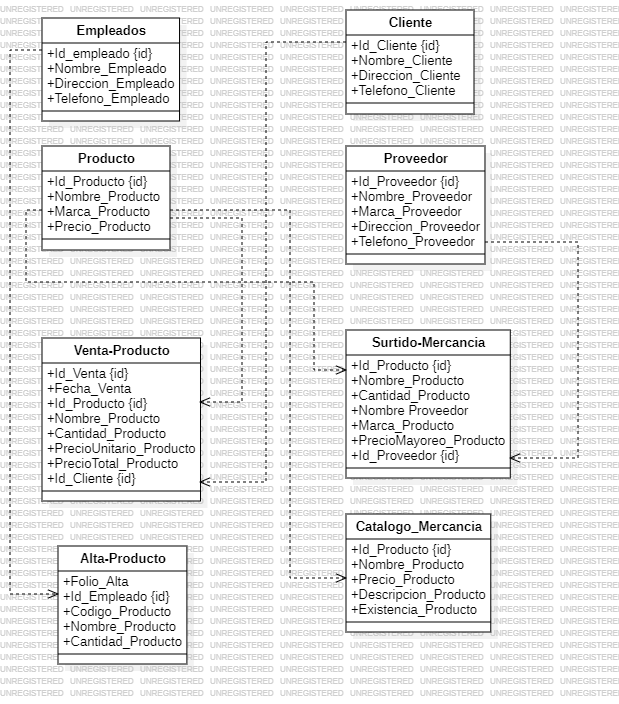 Empleados
+Id_empleado {id}
+Nombre_Empleado
+Direccion_Empleado
+Telefono_Empleado
Cliente
+Id_Cliente {id}
+Nombre_Cliente
+Direccion_Cliente
+Telefono_Cliente
Producto
+Id_Producto {id}
+Nombre_Producto
+Marca_Producto
+Precio_Producto
Proveedor
+Id_Proveedor {id}
+Nombre_Proveedor
+Marca_Proveedor
+Direccion_Proveedor
+Telefono_Proveedor
Venta-Producto
+Id_Venta {id}
+Fecha_Venta
+Id_Producto {id}
+Nombre_Producto
+Cantidad_Producto
+PrecioUnitario_Producto
+PrecioTotal_Producto
+Id_Cliente {id}
Surtido-Mercancia
+Id_Producto {id}
+Nombre_Producto
+Cantidad_Producto
+Nombre Proveedor
+Marca_Producto
+PrecioMayoreo_Producto
+Id_Proveedor {id}
Alta-Producto
+Folio_Alta
+Id_Empleado {id}
+Codigo_Producto
+Nombre_Producto
+Cantidad_Producto
Catalogo_Mercancia
+Id_Producto {id}
+Nombre_Producto
+Precio_Producto
+Descripcion_Producto
+Existencia_Producto
UNREGISTERED